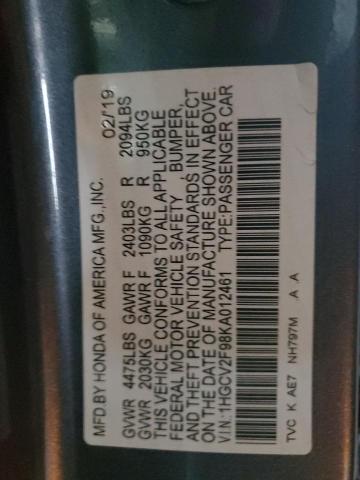 MFD.BY HONDA OF AMERICA MFG.,INC. 02/19
GVWR 4475LBS GAWR F 2403LBS R 2094LBS
GVWR 2030KG GAWR F 1090KG R 950KG
THIS VEHICLE CONFORMS TO ALL APPLICABLE
FEDERAL MOTOR VEHICLE SAFETY , BUMPER,
AND THEFT PREVENTION STANDARDS IN EFFECT
ON THE DATE OF MANUFACTURE SHOWN ABOVE.
V.I.N.:1HGCV2F98KA012461 TYPE:PASSENGER CAR
TVC K AE7 NH797M .A .A